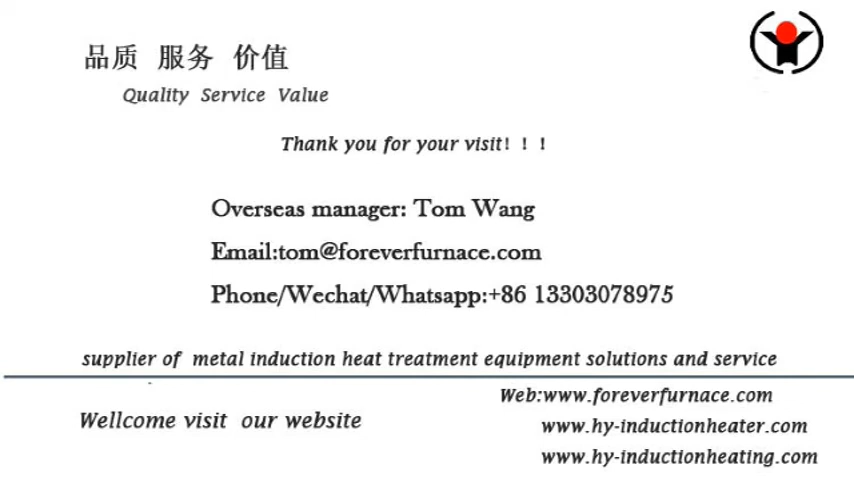 品质 服务 价值
Quality Service Value
Thank you for your visit！！！
Overseas manager: Tom Wang
Email:tom@foreverfurnace.com
Phone/Wechat/Whatsapp:+86 13303078975
supplier of metal induction heat treatment equipment solutions and service
Web:www.foreverfurnace.com
Wellcome visit our website
www.hy-inductionheater.com
www.hy-inductionheating.com